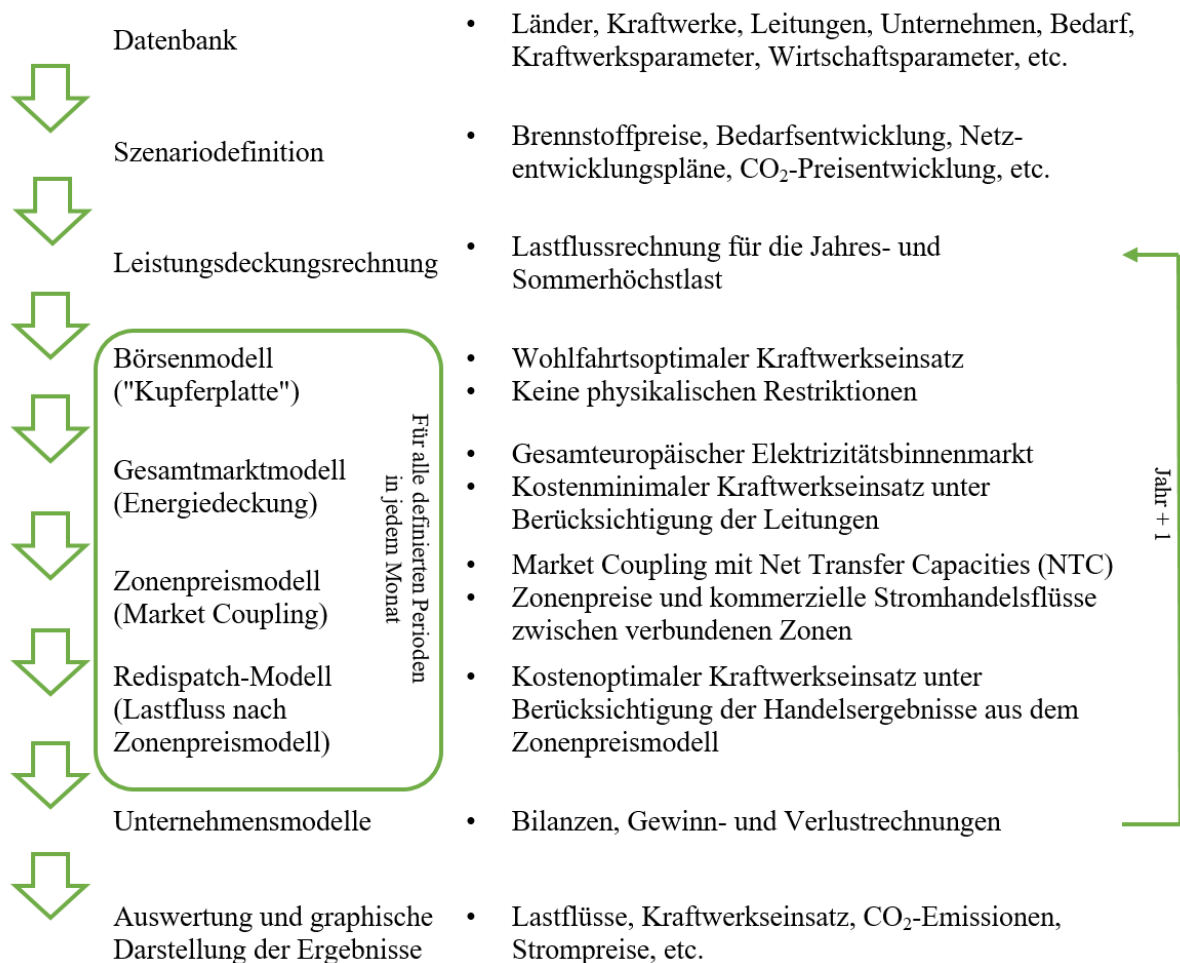 Datenbank
• Länder, Kraftwerke, Leitungen, Unternehmen, Bedarf,
Kraftwerksparameter, Wirtschaftsparameter, etc.
Szenariodefinition
• Brennstoffpreise, Bedarfsentwicklung, Netz-
entwicklungspläne, CO₂-Preisentwicklung, etc.
Leistungsdeckungsrechnung
• Lastflussrechnung für die Jahres- und
Sommerhöchstlast
Börsenmodell
("Kupferplatte")
• Wohlfahrtsoptimaler Kraftwerkseinsatz
• Keine physikalischen Restriktionen
Gesamtmarktmodell
(Energiedeckung)
• Gesamteuropäischer Elektrizitätsbinnenmarkt
• Kostenminimaler Kraftwerkseinsatz unter
Berücksichtigung der Leitungen
Zonenpreismodell
(Market Coupling)
• Market Coupling mit Net Transfer Capacities (NTC)
• Zonenpreise und kommerzielle Stromhandelsflüsse
zwischen verbundenen Zonen
Redispatch-Modell
(Lastfluss nach
Zonenpreismodell)
• Kostenoptimaler Kraftwerkseinsatz unter
Berücksichtigung der Handelsergebnisse aus dem
Zonenpreismodell
Für alle definierten Perioden
in jedem Monat
Unternehmensmodelle
• Bilanzen, Gewinn- und Verlustrechnungen
Jahr + 1
Auswertung und graphische
Darstellung der Ergebnisse
• Lastflüsse, Kraftwerkseinsatz, CO₂-Emissionen,
Strompreise, etc.